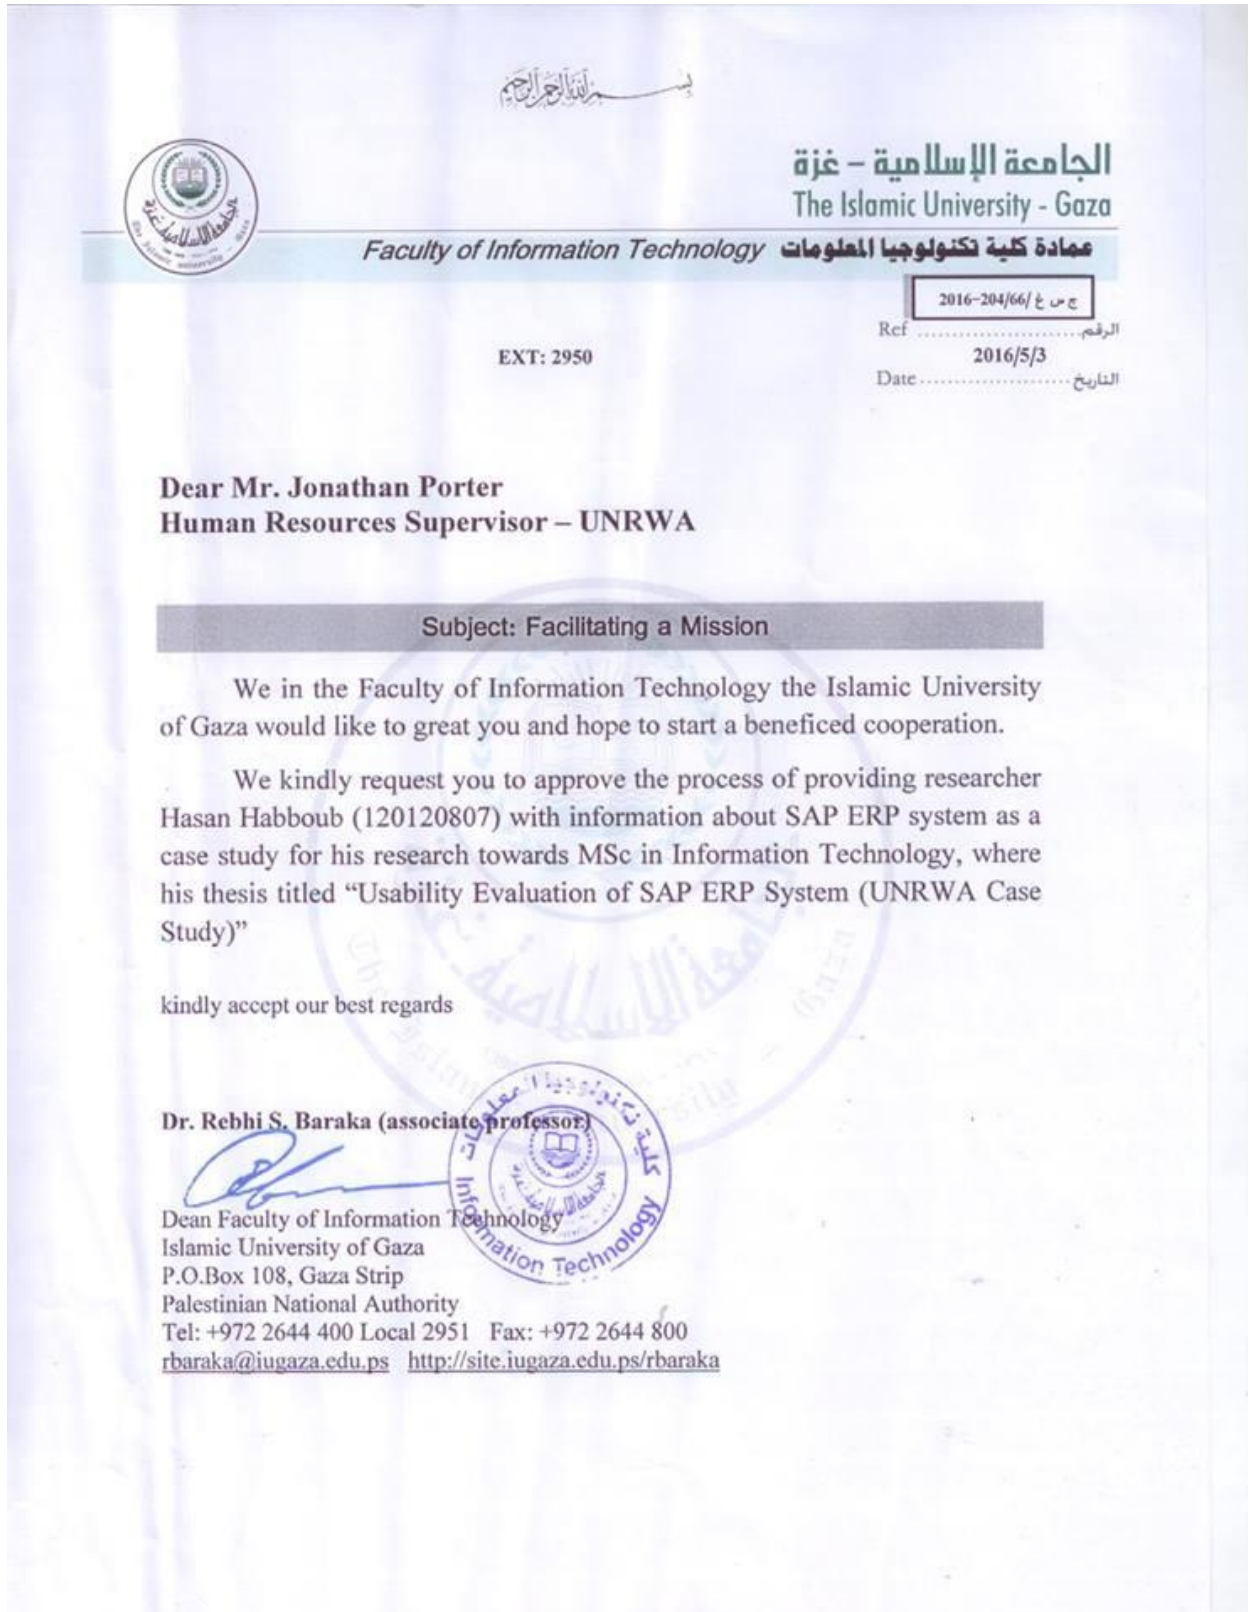 بسم الله الرحمن الرحيم
الجامعة الإسلامية – غزة
The Islamic University - Gaza
Faculty of Information Technology عمادة كلية تكنولوجيا المعلومات
ج س غ /204/66-2016
Ref ........................ الرقم
EXT: 2950
2016/5/3
Date ...................... التاريخ
Dear Mr. Jonathan Porter
Human Resources Supervisor – UNRWA
Subject: Facilitating a Mission
We in the Faculty of Information Technology the Islamic University
of Gaza would like to great you and hope to start a beneficed cooperation.
We kindly request you to approve the process of providing researcher
Hasan Habboub (120120807) with information about SAP ERP system as a
case study for his research towards MSc in Information Technology, where
his thesis titled “Usability Evaluation of SAP ERP System (UNRWA Case
Study)”
kindly accept our best regards
Dr. Rebhi S. Baraka (associate professor)
كلية تكنولوجيا المعلومات
Information Technology
Dean Faculty of Information Technology
Islamic University of Gaza
P.O.Box 108, Gaza Strip
Palestinian National Authority
Tel: +972 2644 400 Local 2951 Fax: +972 2644 800
rbaraka@iugaza.edu.ps http://site.iugaza.edu.ps/rbaraka